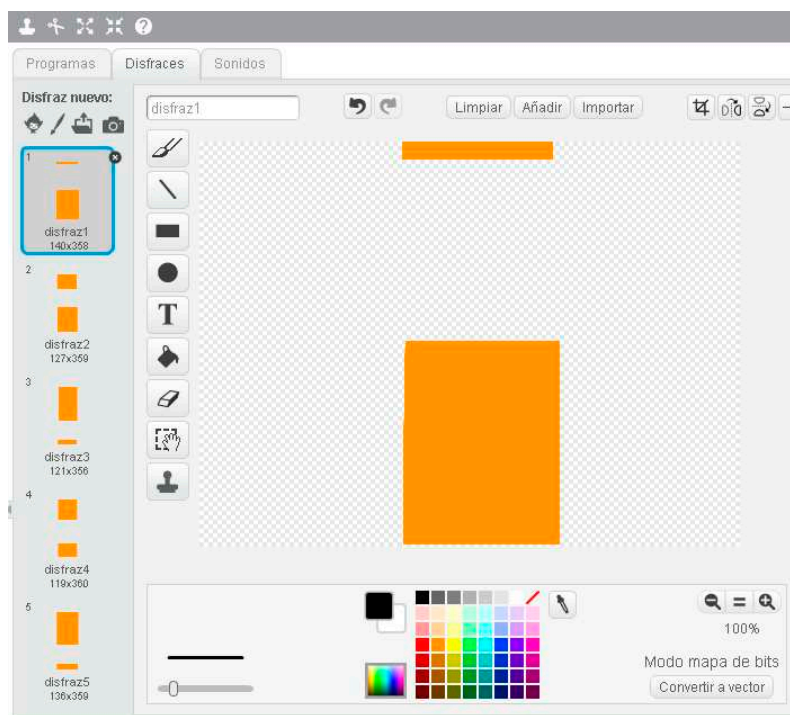 Programas Disfraces Sonidos
Disfraz nuevo:
disfraz1
Limpiar Añadir Importar
1
disfraz1
140x358
2
disfraz2
127x359
3
disfraz3
121x356
4
disfraz4
119x360
5
disfraz5
136x359
T
100%
Modo mapa de bits
Convertir a vector